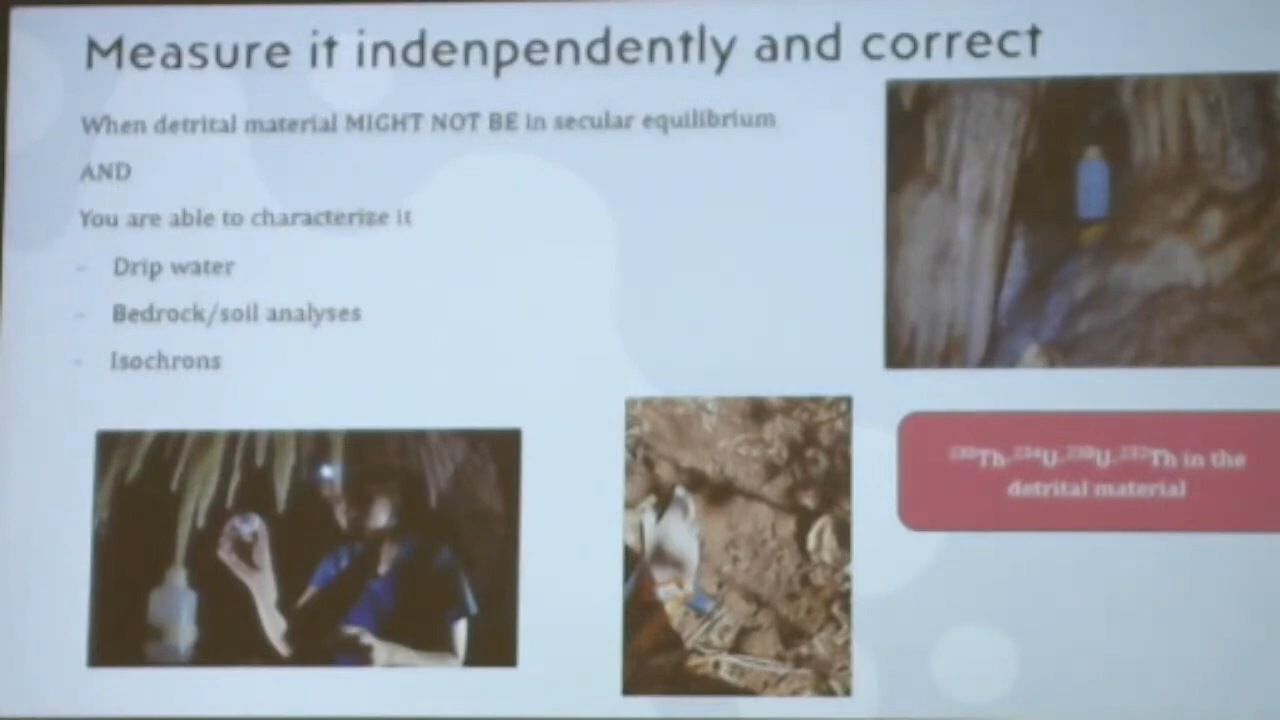 Measure it indenpendently and correct
When detrital material MIGHT NOT BE in secular equilibrium
AND
You are able to characterize it
- Drip water
- Bedrock/soil analyses
- Isochrons
²³⁰Th-²³⁴U-²³⁸U-²³²Th in the
detrital material